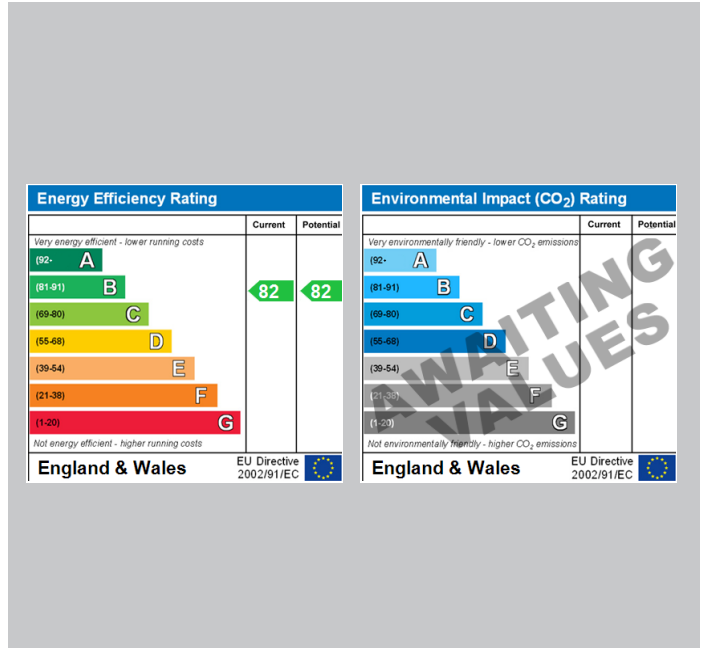 Energy Efficiency Rating
Current Potential
Very energy efficient - lower running costs
(92- A
(81-91) B 82 82
(69-80) C
(55-68) D
(39-54) E
(21-38) F
(1-20) G
Not energy efficient - higher running costs
England & Wales
EU Directive
2002/91/EC
Environmental Impact (CO₂) Rating
Current Potential
Very environmentally friendly - lower CO₂ emissions
(92- A
(81-91) B
(69-80) C
(55-68) D
(39-54) E
(21-38) F
(1-20) G
Not environmentally friendly - higher CO₂ emissions
AWAITING
VALUES
England & Wales
EU Directive
2002/91/EC